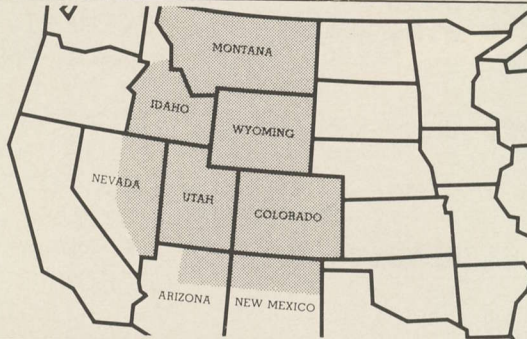 MONTANA
IDAHO
WYOMING
NEVADA
UTAH
COLORADO
ARIZONA
NEW MEXICO